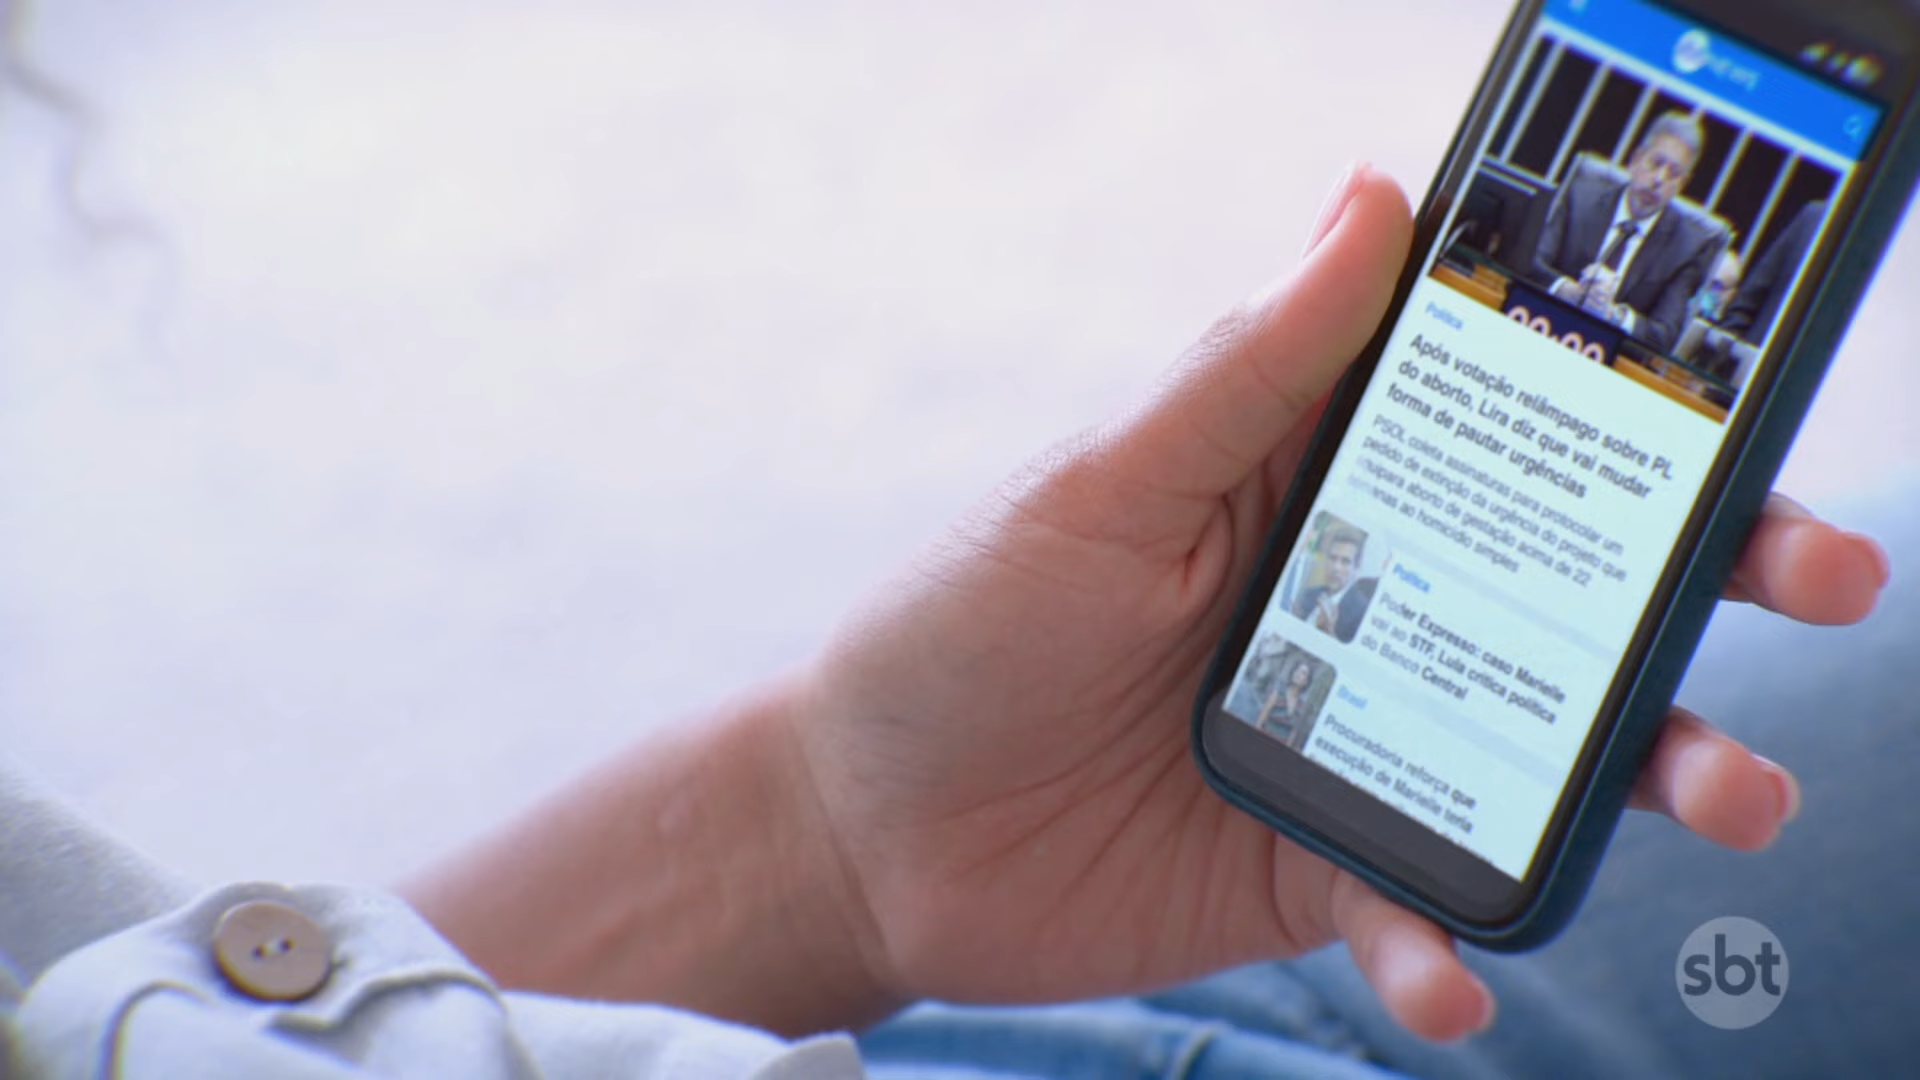 news
Política
00:00
Após votação relâmpago sobre PL
do aborto, Lira diz que vai mudar
forma de pautar urgências
PSOL coleta assinaturas para protocolar um
pedido de extinção da urgência do projeto que
equipara aborto de gestação acima de 22
semanas ao homicídio simples
Política
Poder Expresso: caso Marielle
vai ao STF, Lula critica política
do Banco Central
Brasil
Procuradoria reforça que
execução de Marielle teria
sbt